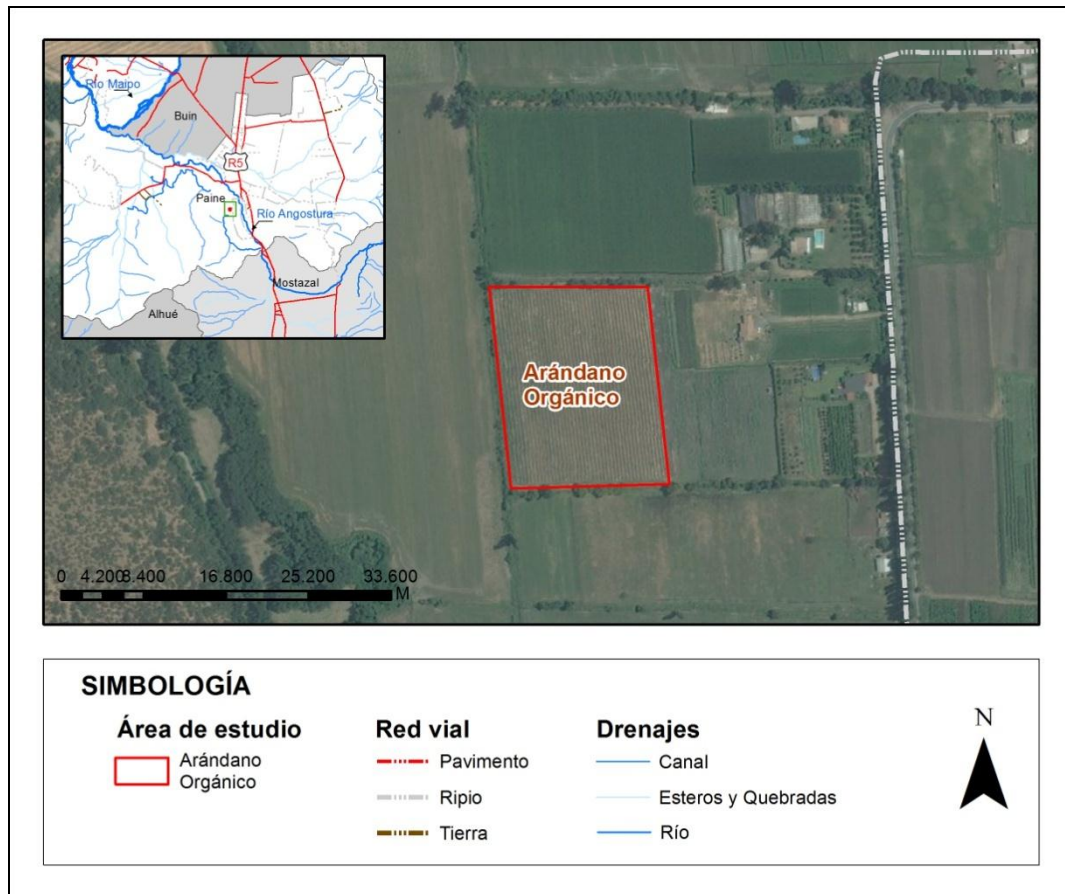 Río Maipo
Buin
R5
Paine
Río Angostura
Mostazal
Alhué
Arándano
Orgánico
0 4.200 8.400 16.800 25.200 33.600
M
SIMBOLOGÍA
Área de estudio
Arándano
Orgánico
Red vial
Pavimento
Ripio
Tierra
Drenajes
Canal
Esteros y Quebradas
Río
N